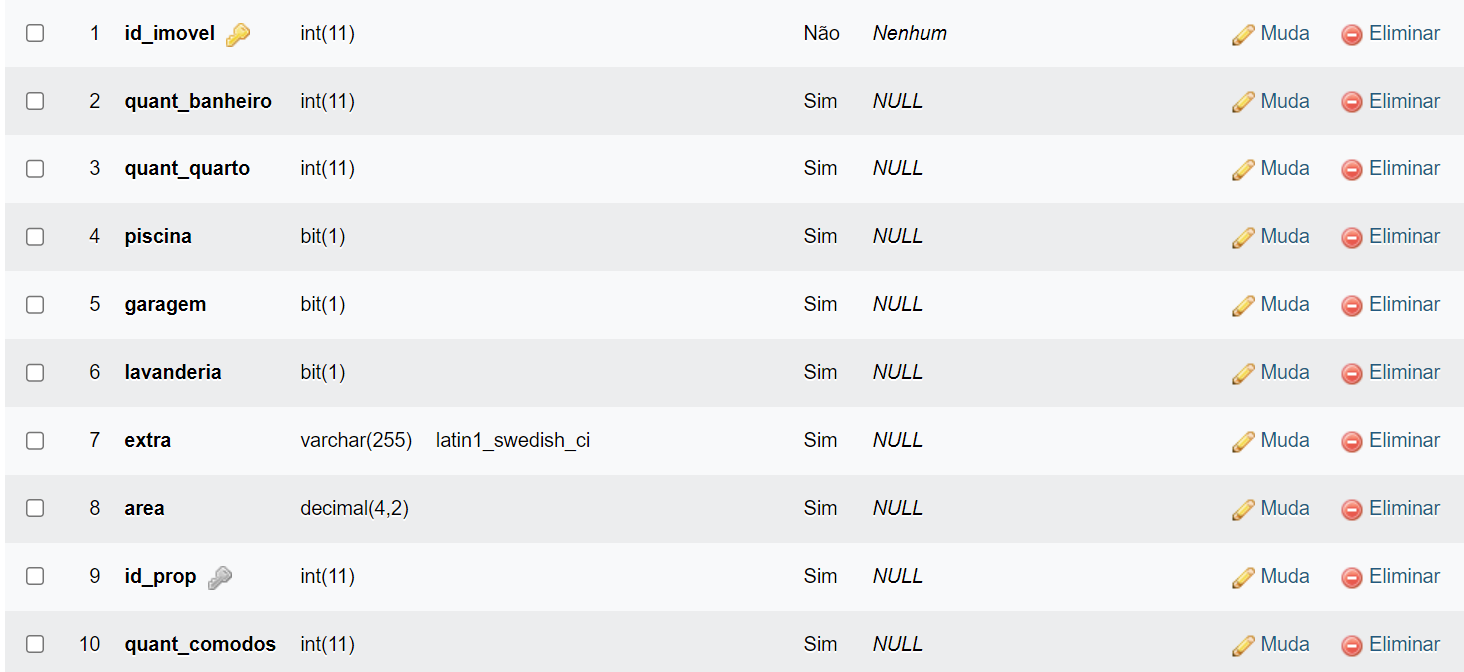 1 id_imovel int(11) Não Nenhum Muda Eliminar
2 quant_banheiro int(11) Sim NULL Muda Eliminar
3 quant_quarto int(11) Sim NULL Muda Eliminar
4 piscina bit(1) Sim NULL Muda Eliminar
5 garagem bit(1) Sim NULL Muda Eliminar
6 lavanderia bit(1) Sim NULL Muda Eliminar
7 extra varchar(255) latin1_swedish_ci Sim NULL Muda Eliminar
8 area decimal(4,2) Sim NULL Muda Eliminar
9 id_prop int(11) Sim NULL Muda Eliminar
10 quant_comodos int(11) Sim NULL Muda Eliminar